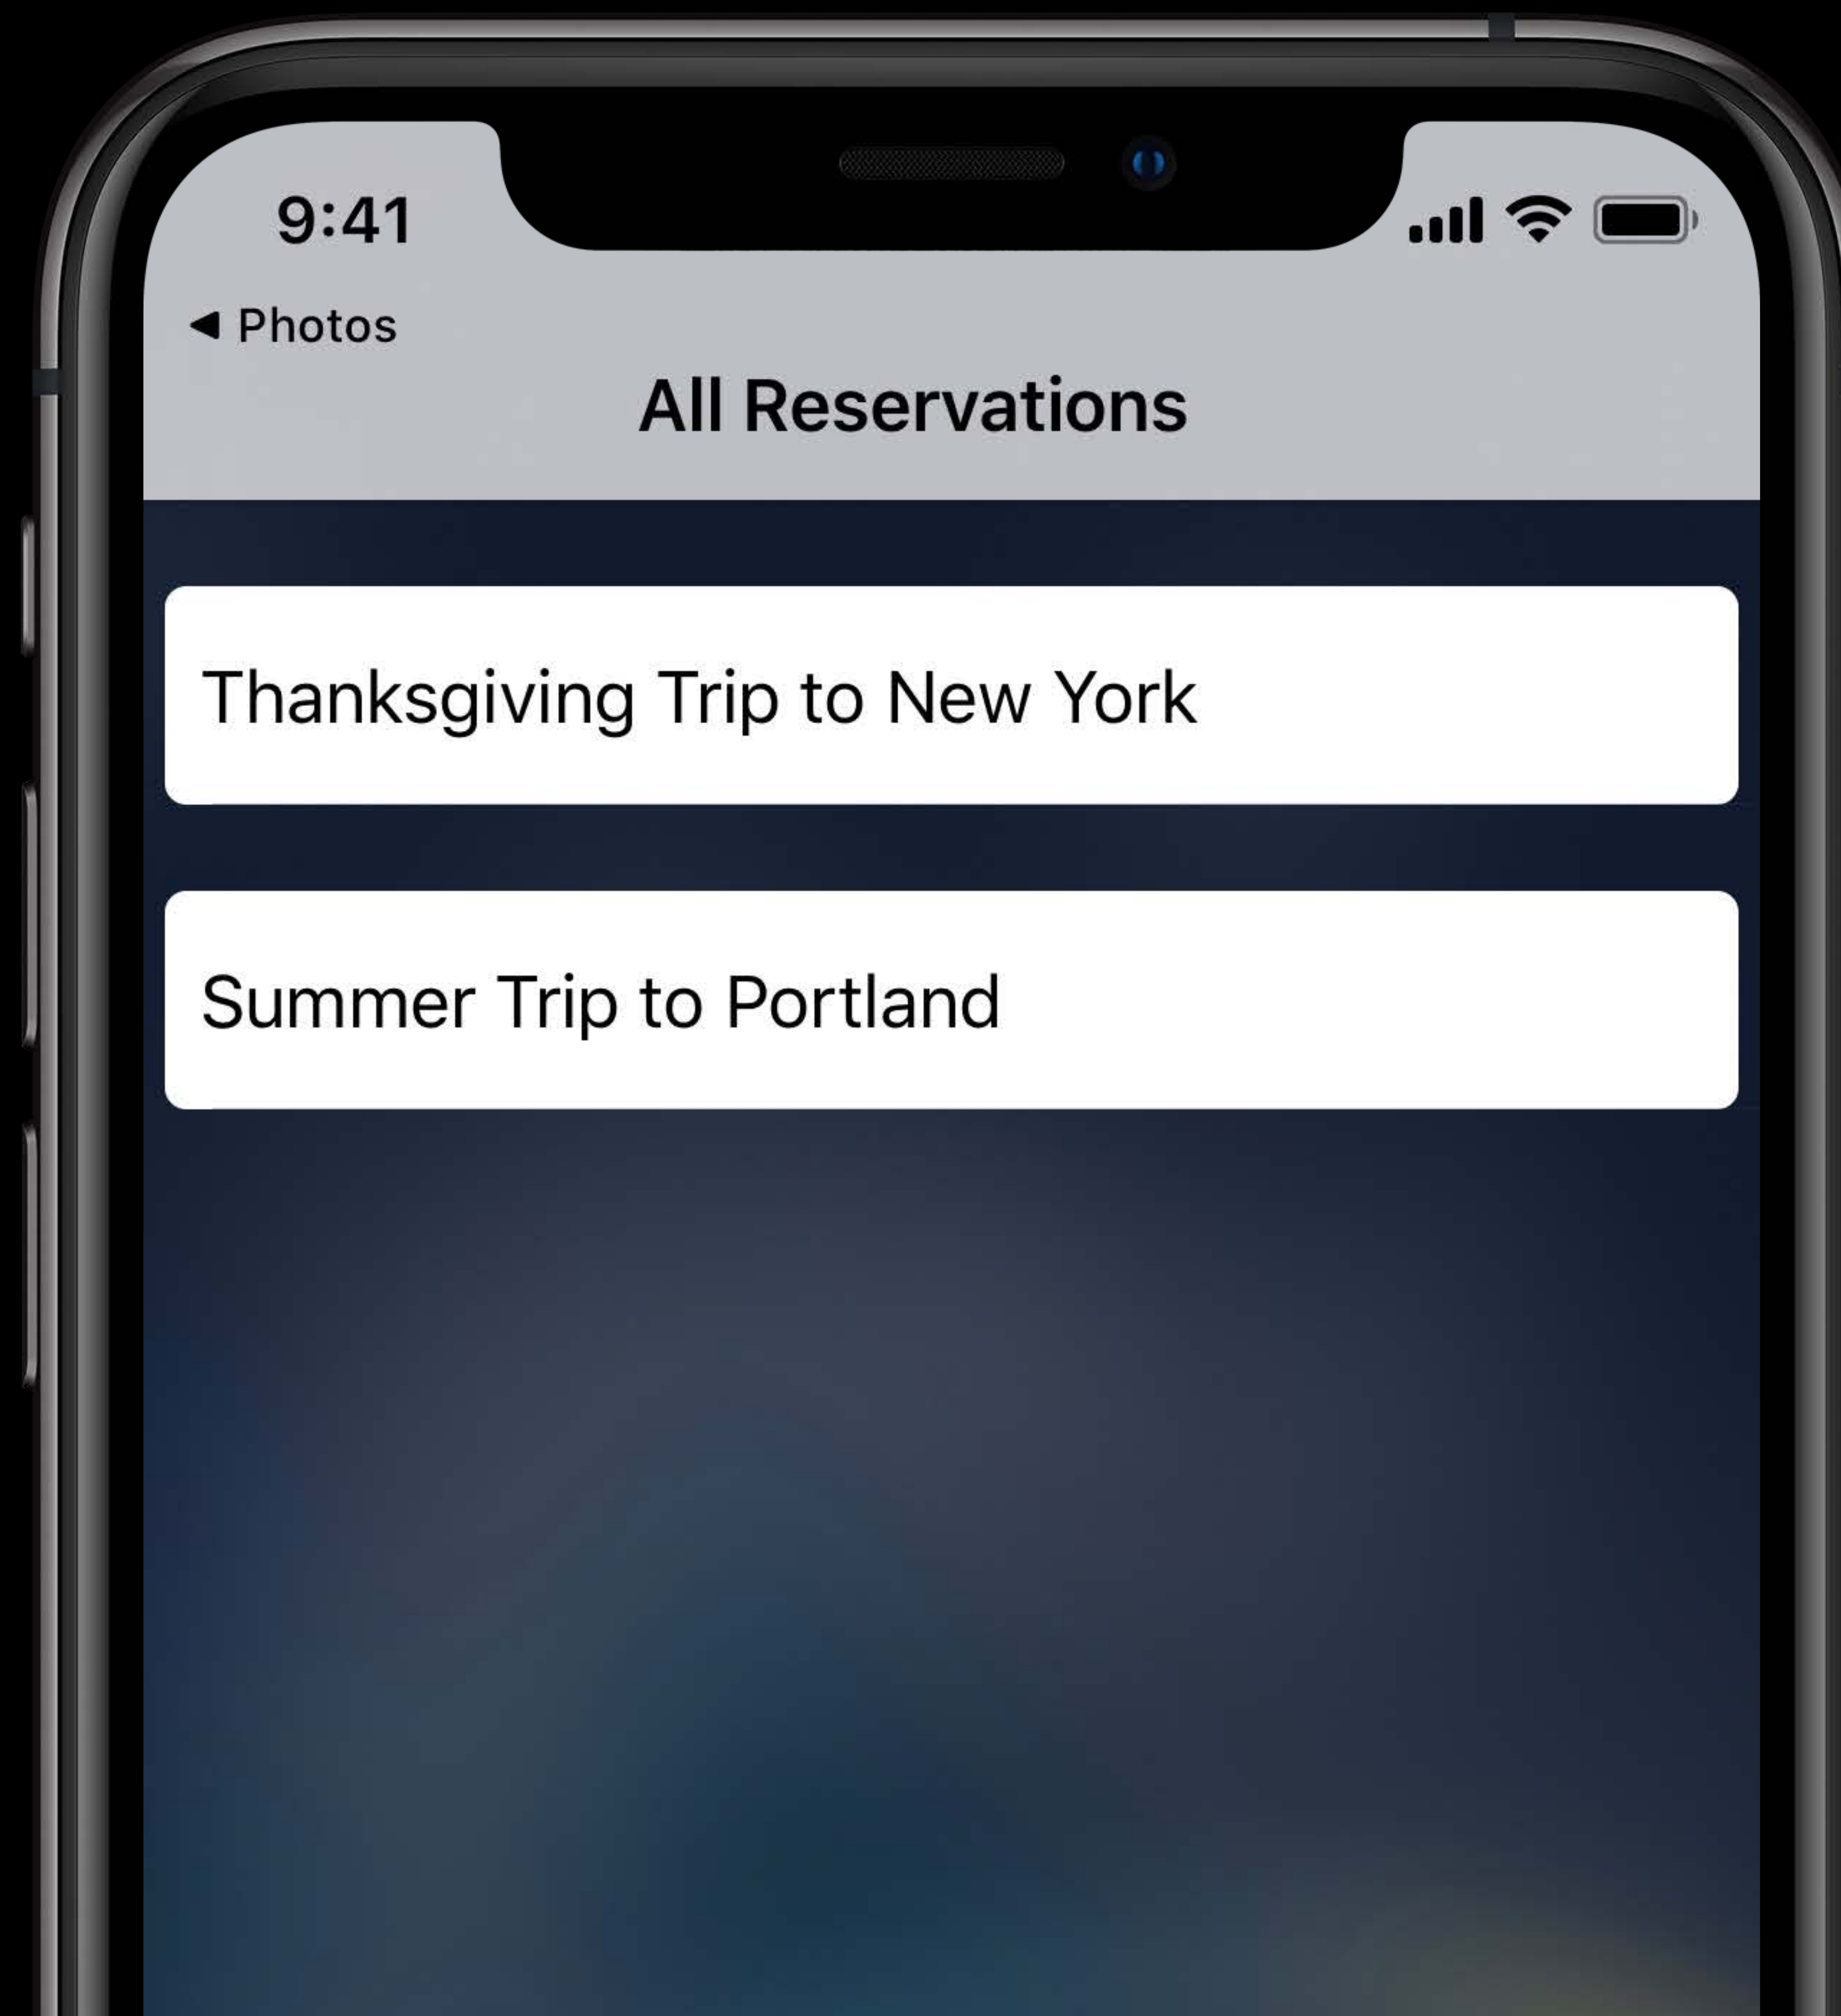 9:41
◀ Photos
All Reservations
Thanksgiving Trip to New York
Summer Trip to Portland